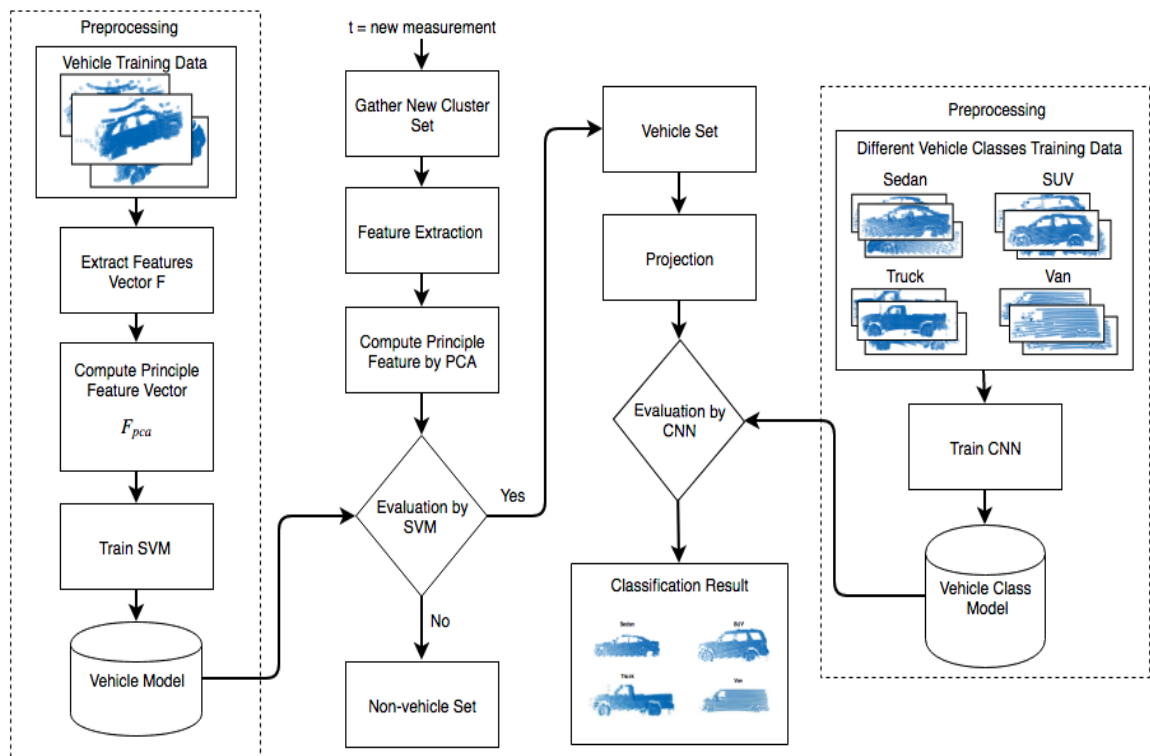 Preprocessing
Vehicle Training Data
Extract Features
Vector F
Compute Principle
Feature Vector
F_pca
Train SVM
Vehicle Model
t = new measurement
Gather New Cluster
Set
Feature Extraction
Compute Principle
Feature by PCA
Evaluation by
SVM
Yes
No
Non-vehicle Set
Vehicle Set
Projection
Evaluation by
CNN
Classification Result
Sedan
SUV
Truck
Van
Preprocessing
Different Vehicle Classes Training Data
Sedan
SUV
Truck
Van
Train CNN
Vehicle Class
Model